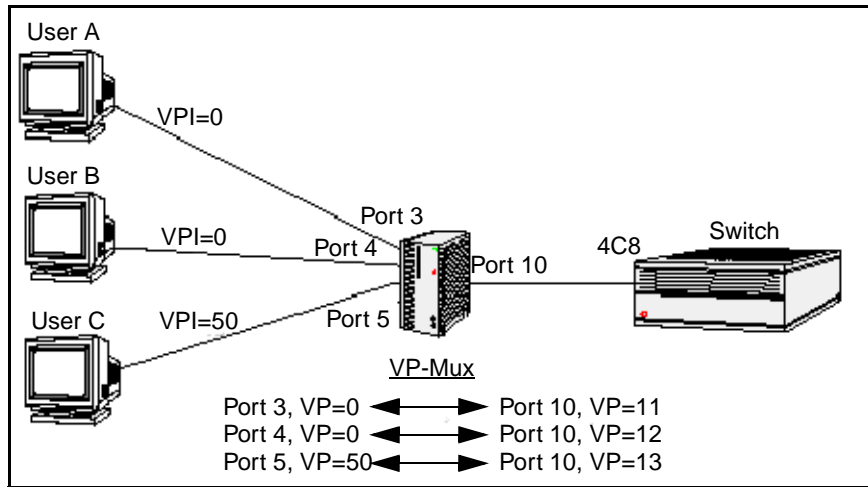 User A
VPI=0
User B
VPI=0
Port 3
Port 4
Port 10
4C8
Switch
User C
VPI=50
Port 5
VP-Mux
Port 3, VP=0 Port 10, VP=11
Port 4, VP=0 Port 10, VP=12
Port 5, VP=50 Port 10, VP=13